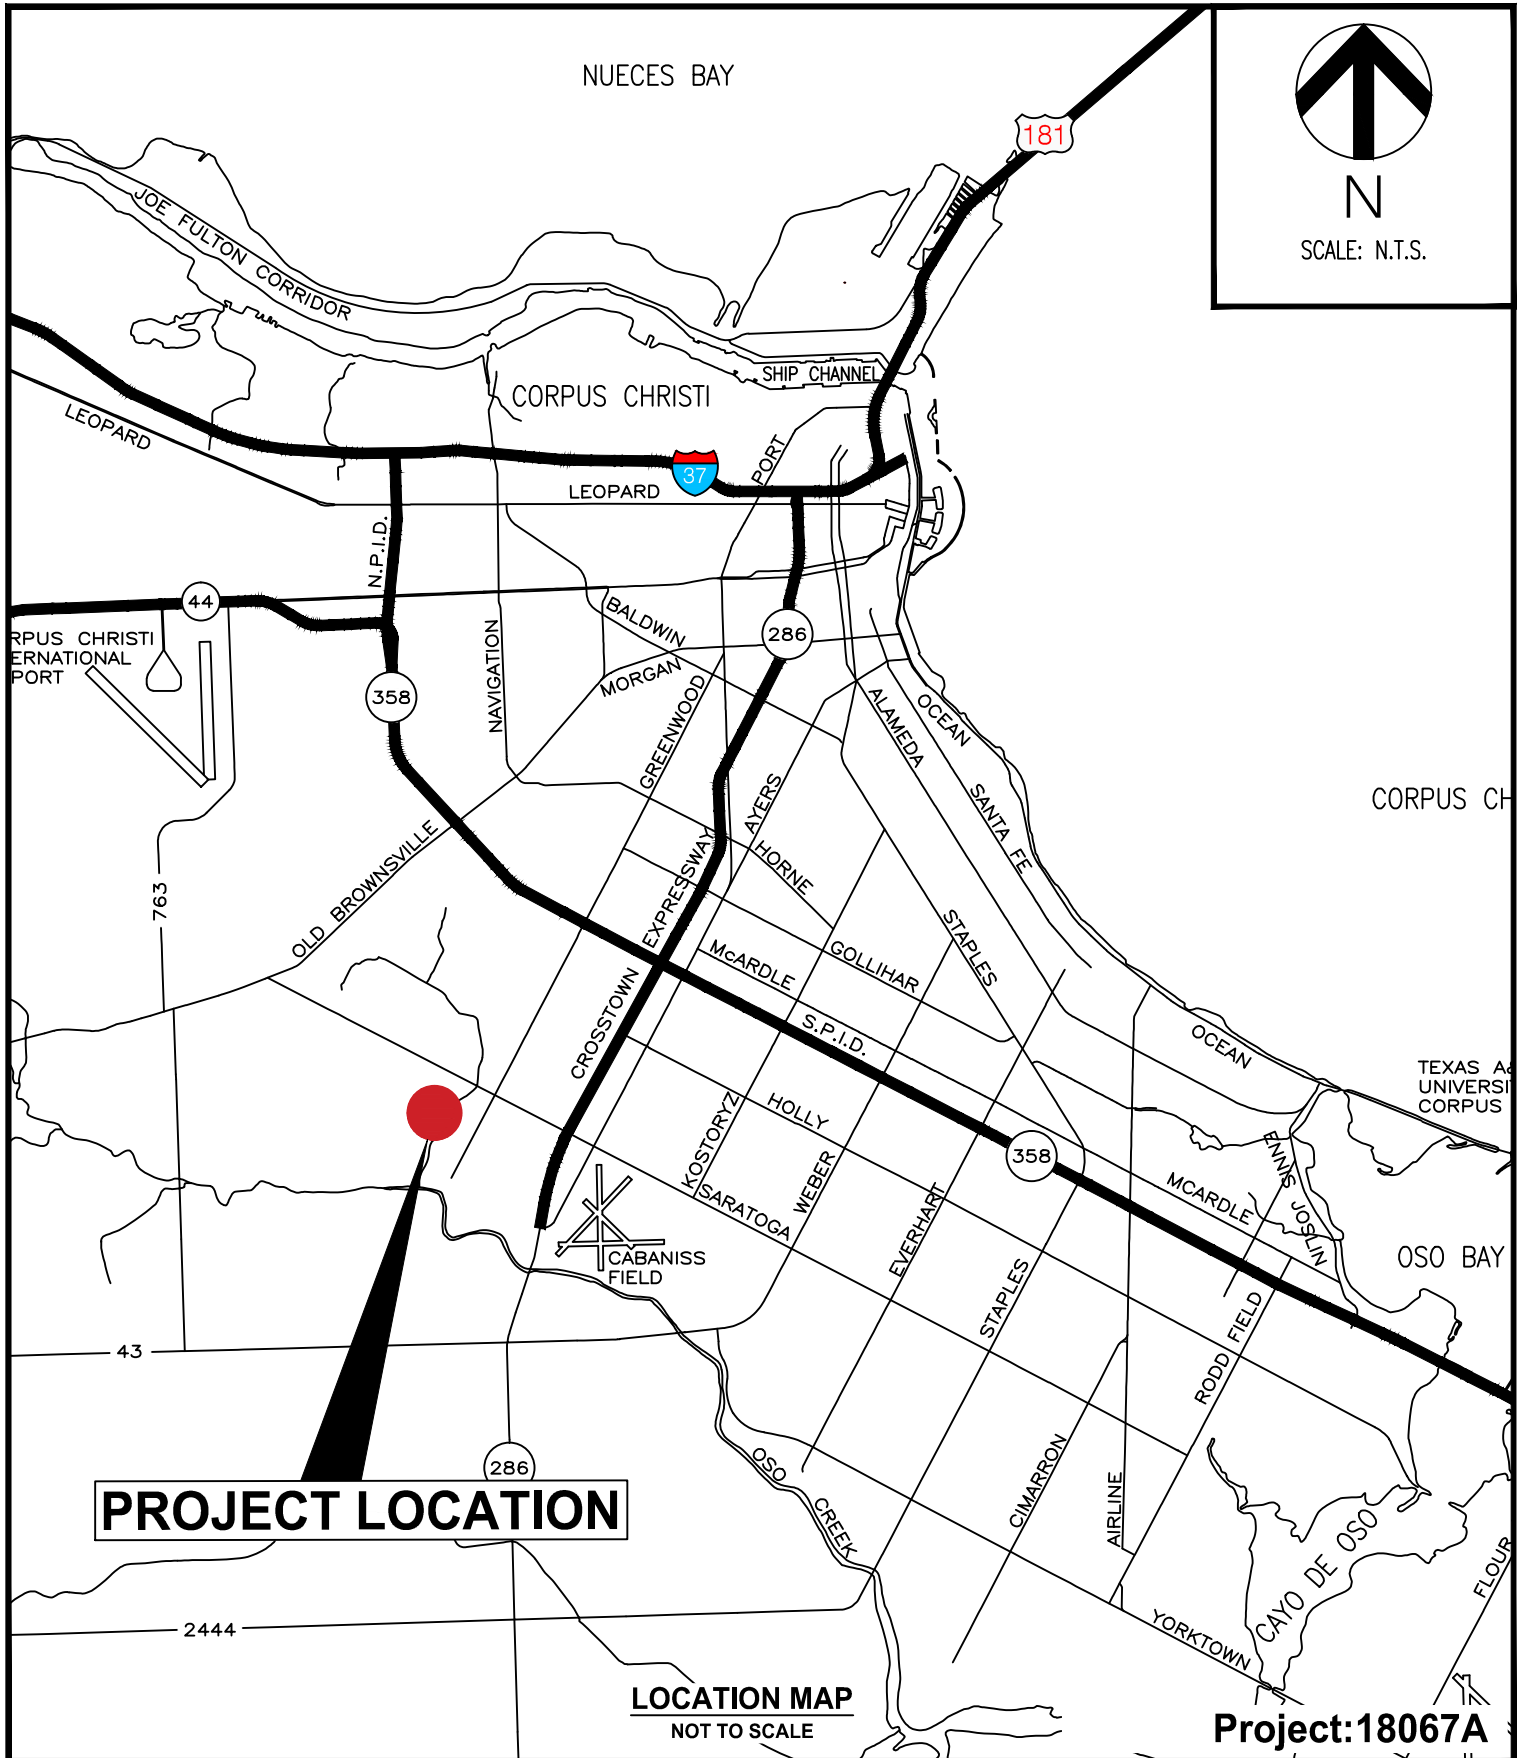 NUECES BAY
181
N
SCALE: N.T.S.
JOE FULTON CORRIDOR
SHIP CHANNEL
CORPUS CHRISTI
LEOPARD
PORT
37
LEOPARD
N.P.I.D.
44
BALDWIN
286
RPUS CHRISTI
ERNATIONAL
PORT
NAVIGATION
MORGAN
358
GREENWOOD
ALAMEDA
OCEAN
CORPUS CH
AYERS
SANTA FE
OLD BROWNSVILLE
EXPRESSWAY
HORNE
763
STAPLES
McARDLE
GOLLIHAR
CROSSTOWN
S.P.I.D.
OCEAN
TEXAS A&
UNIVERSI
CORPUS
KOSTORYZ
HOLLY
358
ENNIS JOSLIN
WEBER
MCARDLE
SARATOGA
EVERHART
OSO BAY
CABANISS
FIELD
STAPLES
RODD FIELD
43
286
OSO CREEK
CIMARRON
AIRLINE
PROJECT LOCATION
CAYO DE OSO
FLOUR
2444
YORKTOWN
LOCATION MAP
NOT TO SCALE
Project:18067A